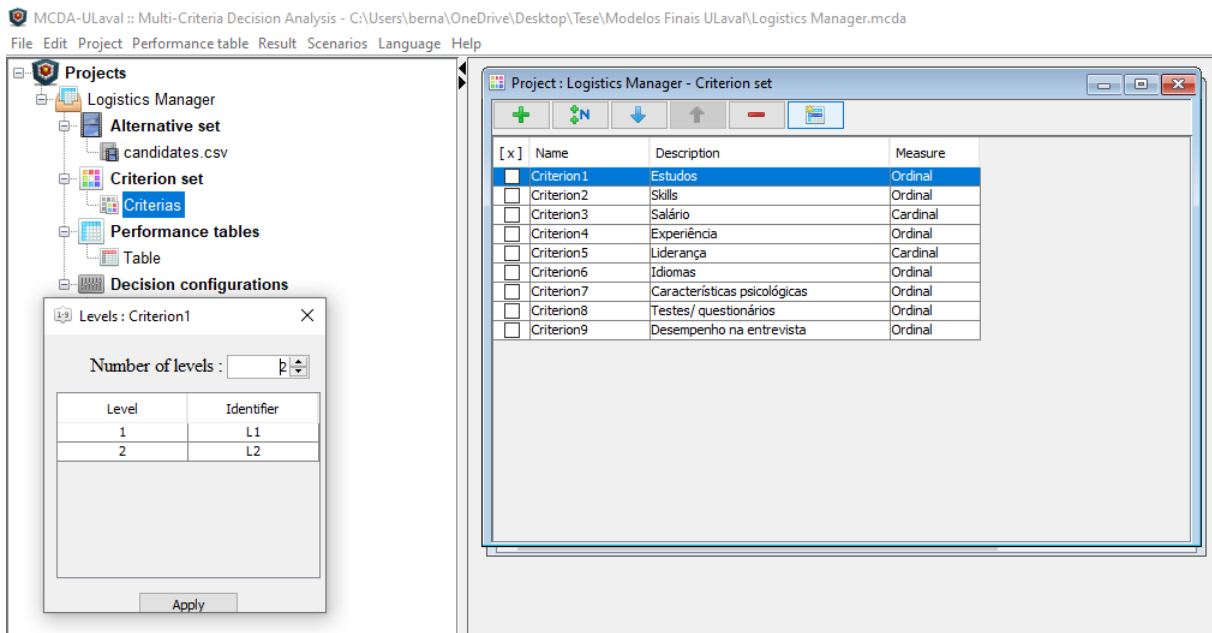 MCDA-ULaval :: Multi-Criteria Decision Analysis - C:\Users\berna\OneDrive\Desktop\Tese\Modelos Finais ULaval\Logistics Manager.mcda
File Edit Project Performance table Result Scenarios Language Help
Projects
Logistics Manager
Alternative set
candidates.csv
Criterion set
Criterias
Performance tables
Table
Decision configurations
Levels : Criterion1
Number of levels : 2
Level Identifier
1 L1
2 L2
Apply
Project : Logistics Manager - Criterion set
N
[x] Name Description Measure
Criterion1 Estudos Ordinal
Criterion2 Skills Ordinal
Criterion3 Salário Cardinal
Criterion4 Experiência Ordinal
Criterion5 Liderança Cardinal
Criterion6 Idiomas Ordinal
Criterion7 Características psicológicas Ordinal
Criterion8 Testes/ questionários Ordinal
Criterion9 Desempenho na entrevista Ordinal